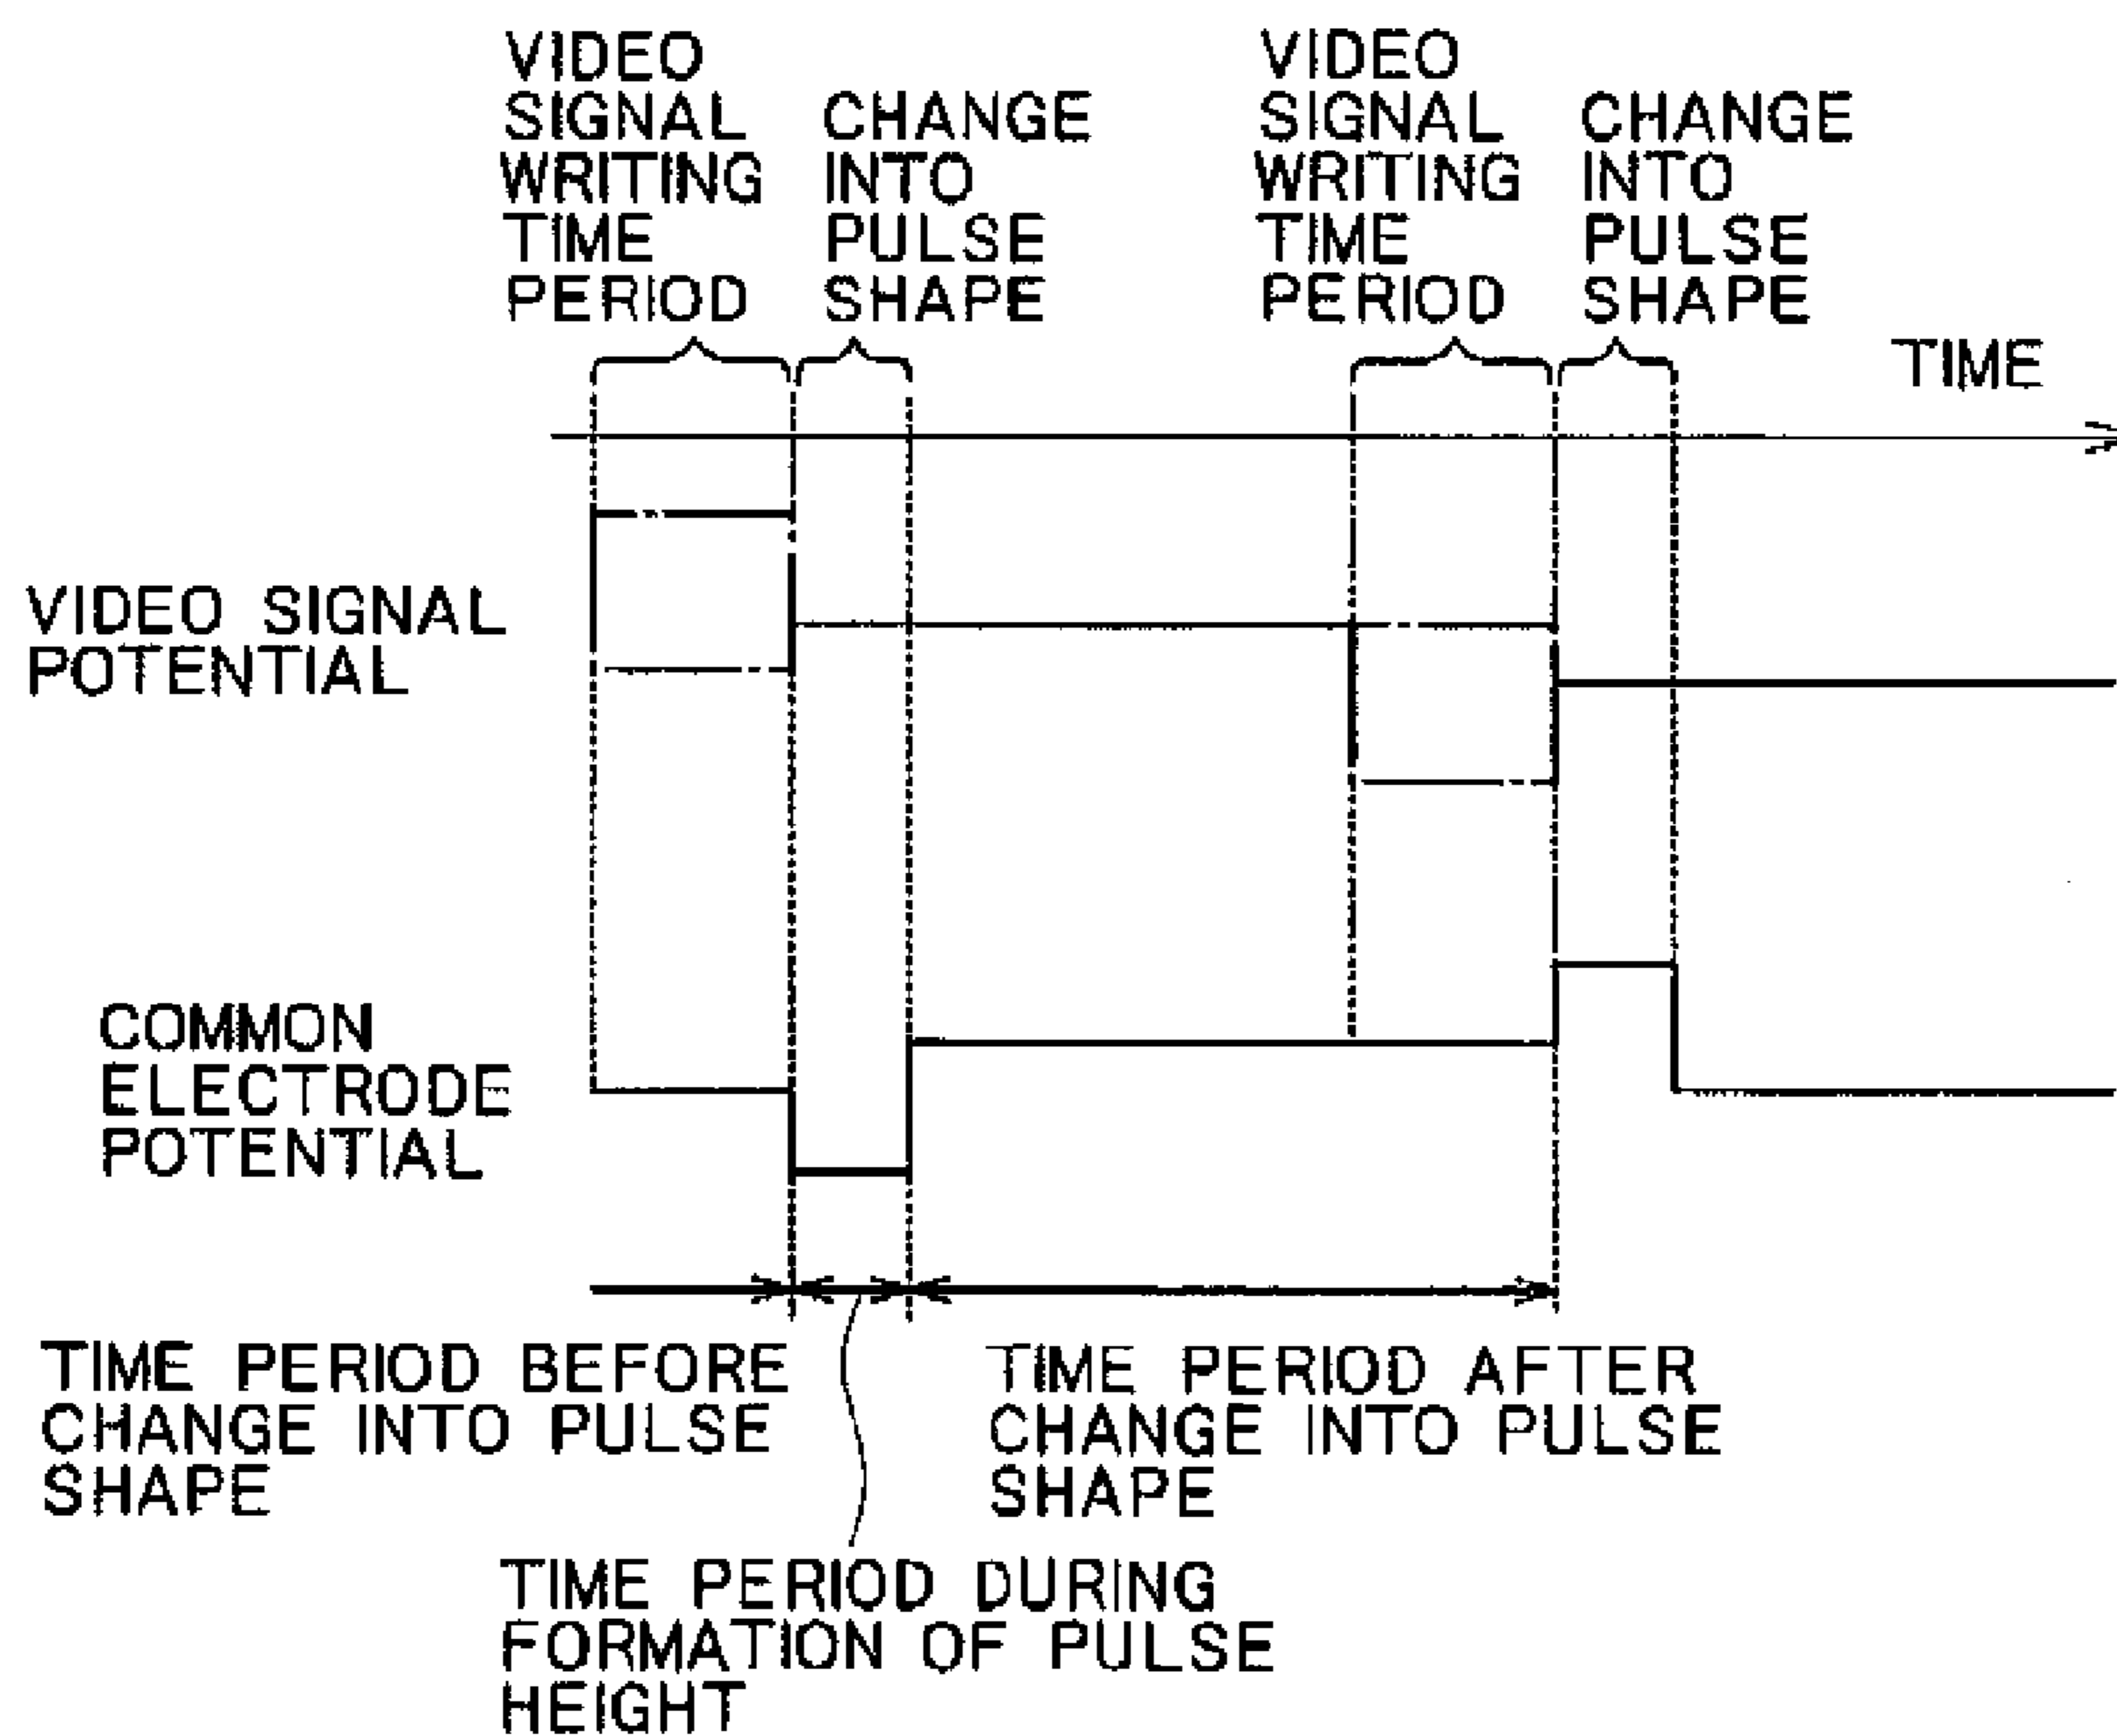 VIDEO
SIGNAL
WRITING
TIME
PERIOD
CHANGE
INTO
PULSE
SHAPE
VIDEO
SIGNAL
WRITING
TIME
PERIOD
CHANGE
INTO
PULSE
SHAPE
TIME
VIDEO SIGNAL
POTENTIAL
COMMON
ELECTRODE
POTENTIAL
TIME PERIOD BEFORE
CHANGE INTO PULSE
SHAPE
TIME PERIOD AFTER
CHANGE INTO PULSE
SHAPE
TIME PERIOD DURING
FORMATION OF PULSE
HEIGHT